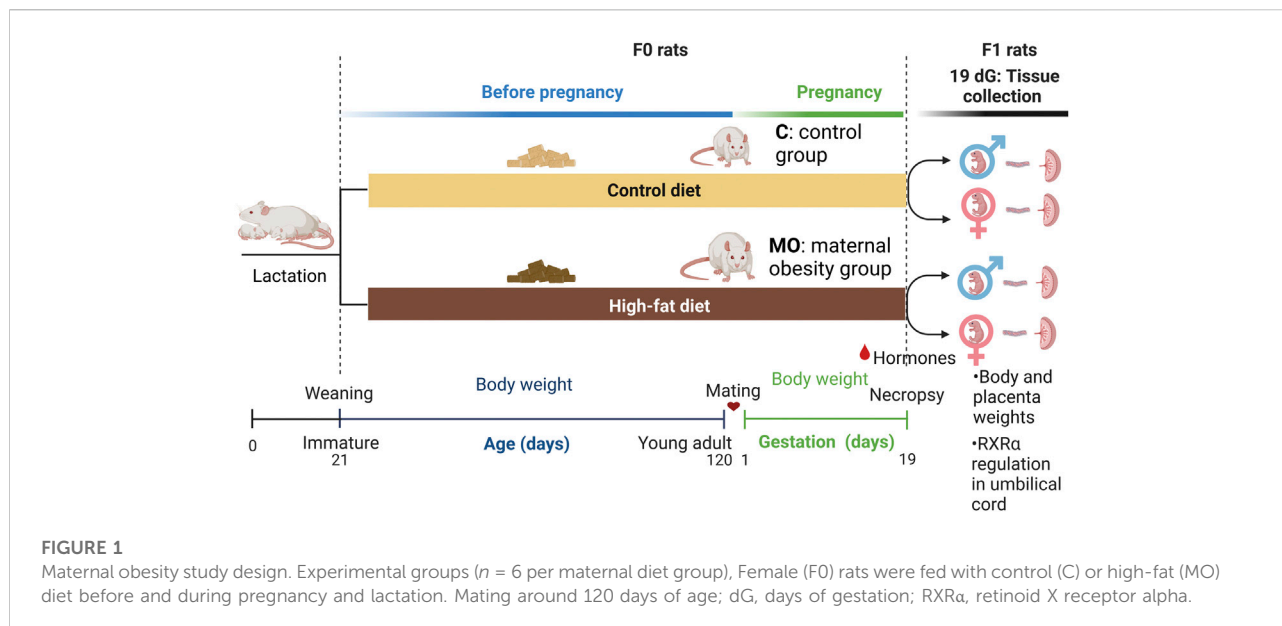 F0 rats
F1 rats
19 dG: Tissue
collection
Before pregnancy
Pregnancy
C: control
group
Control diet
Lactation
MO: maternal
obesity group
High-fat diet
Hormones
Body weight
Body weight
Weaning
Mating
Necropsy
Immature
Age (days)
Young adult
Gestation (days)
0
21
120
1
19
•Body and
placenta
weights
•RXRα
regulation
in umbilical
cord
FIGURE 1
Maternal obesity study design. Experimental groups (n = 6 per maternal diet group), Female (F0) rats were fed with control (C) or high-fat (MO)
diet before and during pregnancy and lactation. Mating around 120 days of age; dG, days of gestation; RXRα, retinoid X receptor alpha.